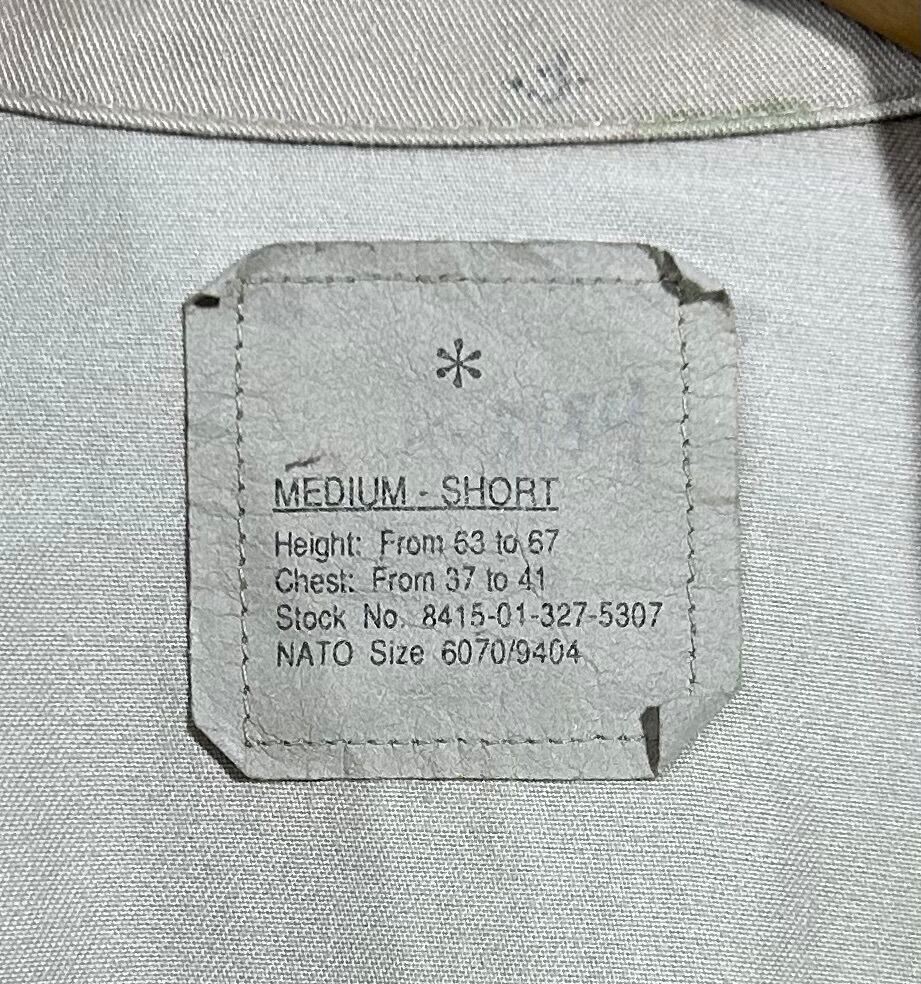 *
MEDIUM - SHORT
Height: From 63 to 67
Chest: From 37 to 41
Stock No. 8415-01-327-5307
NATO Size 6070/9404